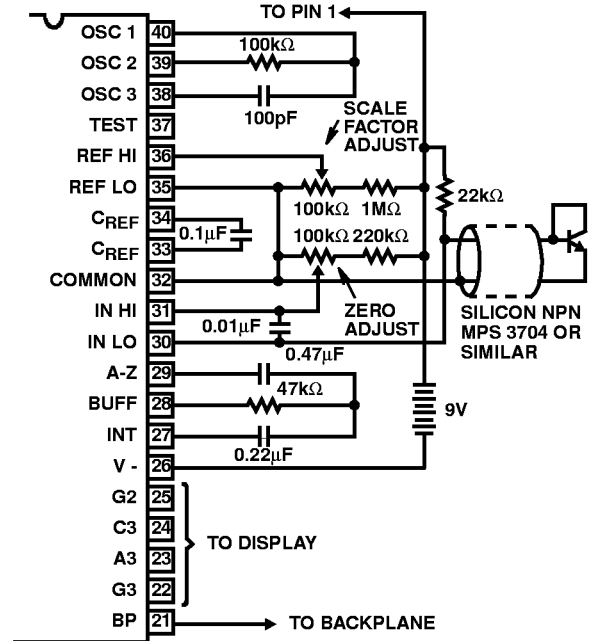 TO PIN 1
OSC 1 40
100kΩ
OSC 2 39
OSC 3 38
100pF
TEST 37
SCALE
FACTOR
ADJUST
REF HI 36
REF LO 35
22kΩ
100kΩ 1MΩ
CREF 34
0.1µF
100kΩ 220kΩ
CREF 33
COMMON 32
IN HI 31
0.01µF
ZERO
ADJUST
SILICON NPN
MPS 3704 OR
SIMILAR
IN LO 30
0.47µF
A-Z 29
47kΩ
BUFF 28
9V
INT 27
0.22µF
V - 26
G2 25
C3 24
TO DISPLAY
A3 23
G3 22
BP 21
TO BACKPLANE